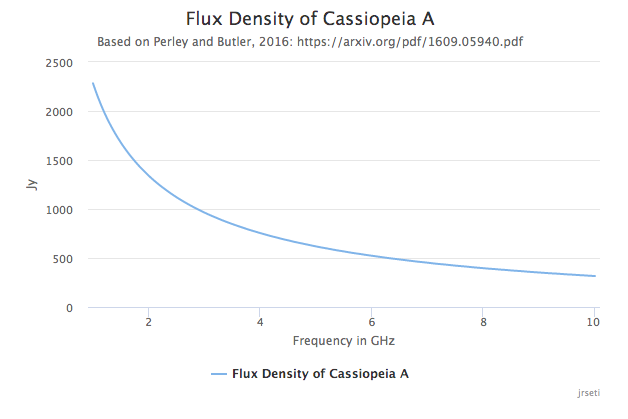 Flux Density of Cassiopeia A
Based on Perley and Butler, 2016: https://arxiv.org/pdf/1609.05940.pdf
2500
2000
1500
1000
500
0
Jy
2
4
6
8
10
Frequency in GHz
Flux Density of Cassiopeia A
jrseti